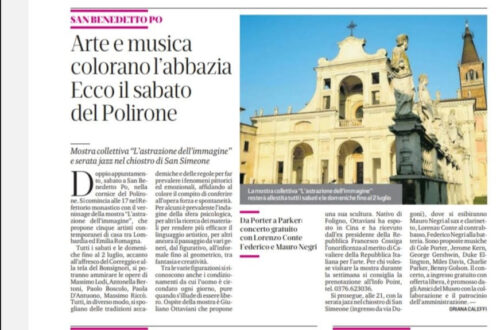 SAN BENEDETTO PO
Arte e musica
colorano l'abbazia
Ecco il sabato
del Polirone
Mostra collettiva "L'astrazione dell'immagine"
e serata jazz nel chiostro di San Simeone
Doppio appuntamento,
sabato a San Benedetto Po, nella
cornice del Polirone. Si comincia alle 17 nel Refettorio monastico con il vernissage della mostra "L'astrazione dell'immagine", che
propone cinque artisti contemporanei di casa tra Lombardia ed Emilia Romagna.
Tutti i sabati e le domeniche fino al 2 luglio, accanto
all'affresco del Correggio e alla tela del Bonsignori, si potranno ammirare le opere di
Massimo Lodi, Antonella Bertossi, Paolo Boscolo, Paola
D'Antuono, Massimo Riccò.
Tutti, in diverso modo, si spogliano delle tradizioni accademiche e delle regole per far
prevalere i fenomeni pittorici ed emozionali, affidando al
colore il compito di conferire
all'opera forza e spontaneità.
Per alcuni è prevalente l'indagine della sfera psicologica,
per altri la ricerca dei materiali per rendere più efficace il
linguaggio artistico, per altri
ancora il passaggio da vari generi, dal figurativo, all'informale fino al geometrico, tra
fantasia e creatività.
Tra le varie figurazioni si riconoscono anche i condizionamenti da cui l'uomo è circondato ogni giorno, pure
quando s'illude di essere libero. Ospite della mostra è Giuliano Ottaviani che propone
La mostra collettiva "L'astrazione dell'immagine"
resterà allestita tutti i sabati e le domeniche fino al 2 luglio
Da Porter a Parker:
concerto gratuito
con Lorenzo Conte
Federico e Mauro Negri
una sua scultura. Nativo di
Foligno, Ottaviani ha esposto in Cina e ha ricevuto
dall'ex presidente della Repubblica Francesco Cossiga
l'onorificenza al merito di Cavaliere della Repubblica Italiana per l'arte. Per chi volesse visitare la mostra durante
la settimana si consiglia la
prenotazione all'Info Point,
tel. 0376.623036.
Si prosegue, alle 21, con la
serata jazz nel chiostro di San
Simeone (ingresso da via Dugoni), dove si esibiranno
Mauro Negri al sax e clarinetto, Lorenzo Conte al contrabbasso, Federico Negri alla batteria. Sono proposte musiche
di Cole Porter, Jerome Kern,
George Gershwin, Duke Ellington, Miles Davis, Charlie
Parker, Benny Golson. Il concerto, a ingresso gratuito con
offerta libera, è promosso dagli Amici del Museo con la collaborazione e il patrocinio
dell'amministrazione. —
ORIANA CALEFFI